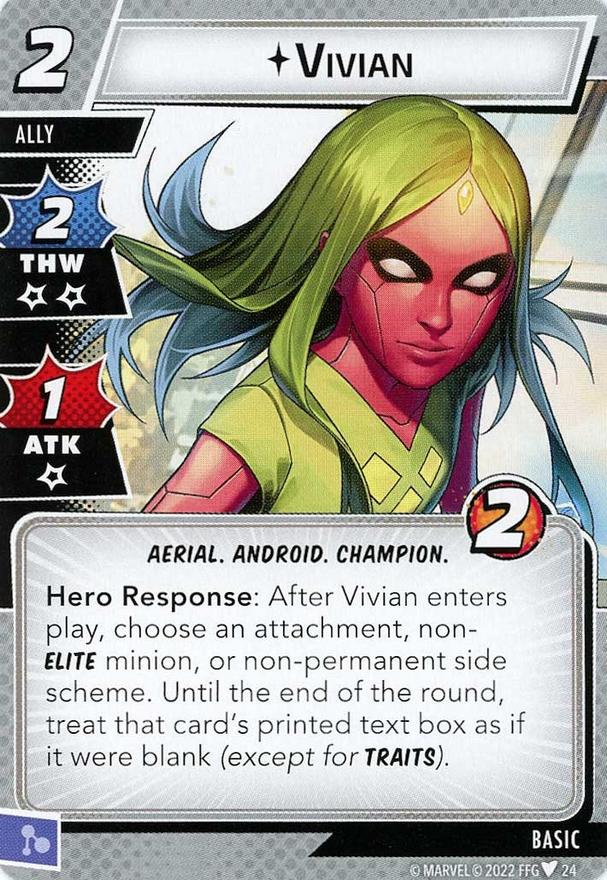 2
VIVIAN
ALLY
2
THW
1
ATK
2
AERIAL. ANDROID. CHAMPION.
Hero Response: After Vivian enters
play, choose an attachment, non-
ELITE minion, or non-permanent side
scheme. Until the end of the round,
treat that card's printed text box as if
it were blank (except for TRAITS).
BASIC
© MARVEL © 2022 FFG 24